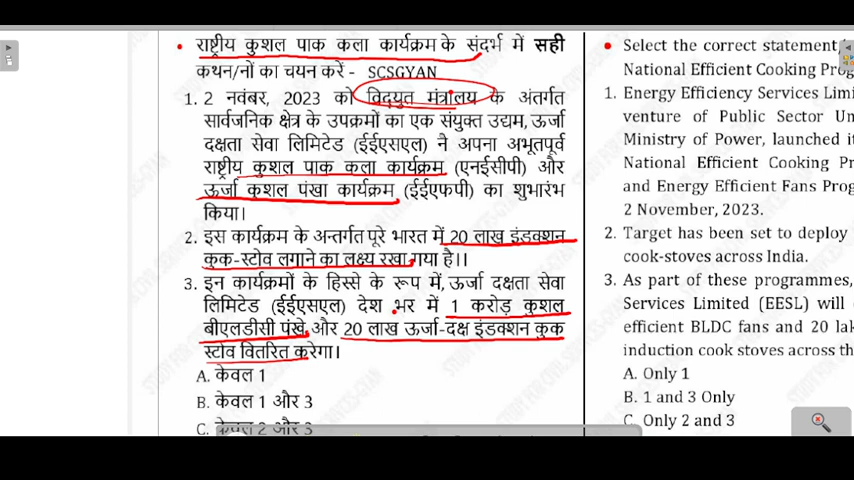 • राष्ट्रीय कुशल पाक कला कार्यक्रम के संदर्भ में सही
कथन/नों का चयन करें - SCSGYAN
1. 2 नवंबर, 2023 को विद्युत मंत्रालय के अंतर्गत
सार्वजनिक क्षेत्र के उपक्रमों का एक संयुक्त उद्यम, ऊर्जा
दक्षता सेवा लिमिटेड (ईईएसएल) ने अपना अभूतपूर्व
राष्ट्रीय कुशल पाक कला कार्यक्रम (एनईसीपी) और
ऊर्जा कुशल पंखा कार्यक्रम (ईईएफपी) का शुभारंभ
किया।
2. इस कार्यक्रम के अन्तर्गत पूरे भारत में 20 लाख इंडक्शन
कुक-स्टोव लगाने का लक्ष्य रखा गया है।।
3. इन कार्यक्रमों के हिस्से के रूप में, ऊर्जा दक्षता सेवा
लिमिटेड (ईईएसएल) देश भर में 1 करोड़ कुशल
बीएलडीसी पंखे और 20 लाख ऊर्जा-दक्ष इंडक्शन कुक
स्टोव वितरित करेगा।
A. केवल 1
B. केवल 1 और 3
C. केवल 2 और 3
• Select the correct statement
National Efficient Cooking Prog
1. Energy Efficiency Services Limi
venture of Public Sector Un
Ministry of Power, launched it
National Efficient Cooking Pr
and Energy Efficient Fans Prog
2 November, 2023.
2. Target has been set to deploy
cook-stoves across India.
3. As part of these programmes,
Services Limited (EESL) will
efficient BLDC fans and 20 lak
induction cook stoves across th
A. Only 1
B. 1 and 3 Only
C. Only 2 and 3